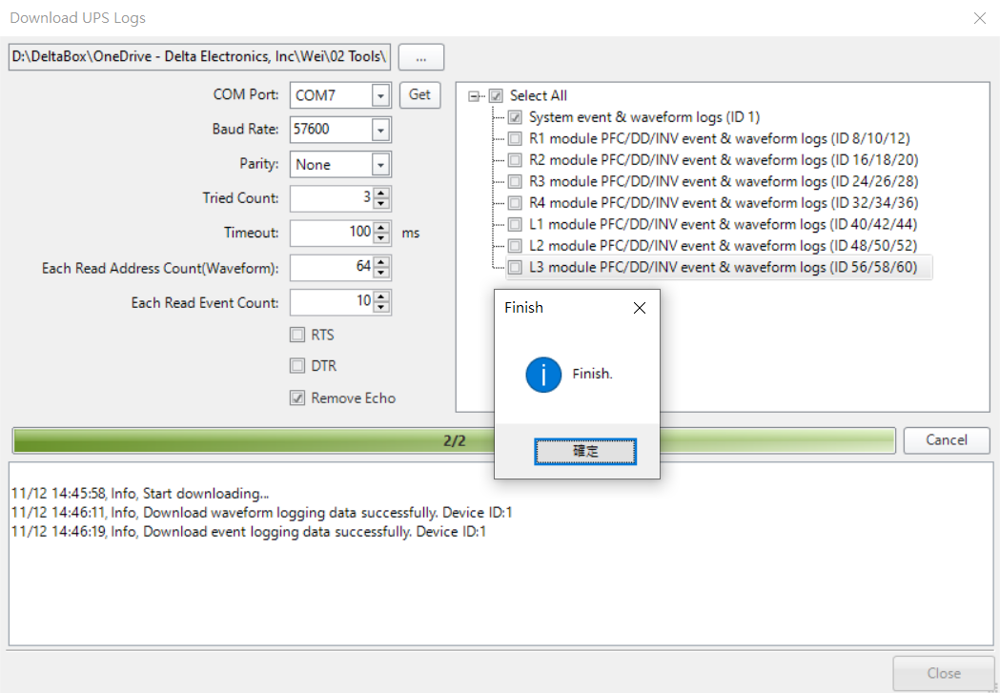 Download UPS Logs
D:\DeltaBox\OneDrive - Delta Electronics, Inc\Wei\02 Tools\
...
COM Port:
COM7
Get
Baud Rate:
57600
Parity:
None
Tried Count:
3
Timeout:
100
ms
Each Read Address Count(Waveform):
64
Each Read Event Count:
10
RTS
DTR
Remove Echo
Select All
System event & waveform logs (ID 1)
R1 module PFC/DD/INV event & waveform logs (ID 8/10/12)
R2 module PFC/DD/INV event & waveform logs (ID 16/18/20)
R3 module PFC/DD/INV event & waveform logs (ID 24/26/28)
R4 module PFC/DD/INV event & waveform logs (ID 32/34/36)
L1 module PFC/DD/INV event & waveform logs (ID 40/42/44)
L2 module PFC/DD/INV event & waveform logs (ID 48/50/52)
L3 module PFC/DD/INV event & waveform logs (ID 56/58/60)
Finish
Finish.
確定
2/2
Cancel
11/12 14:45:58, Info, Start downloading...
11/12 14:46:11, Info, Download waveform logging data successfully. Device ID:1
11/12 14:46:19, Info, Download event logging data successfully. Device ID:1
Close